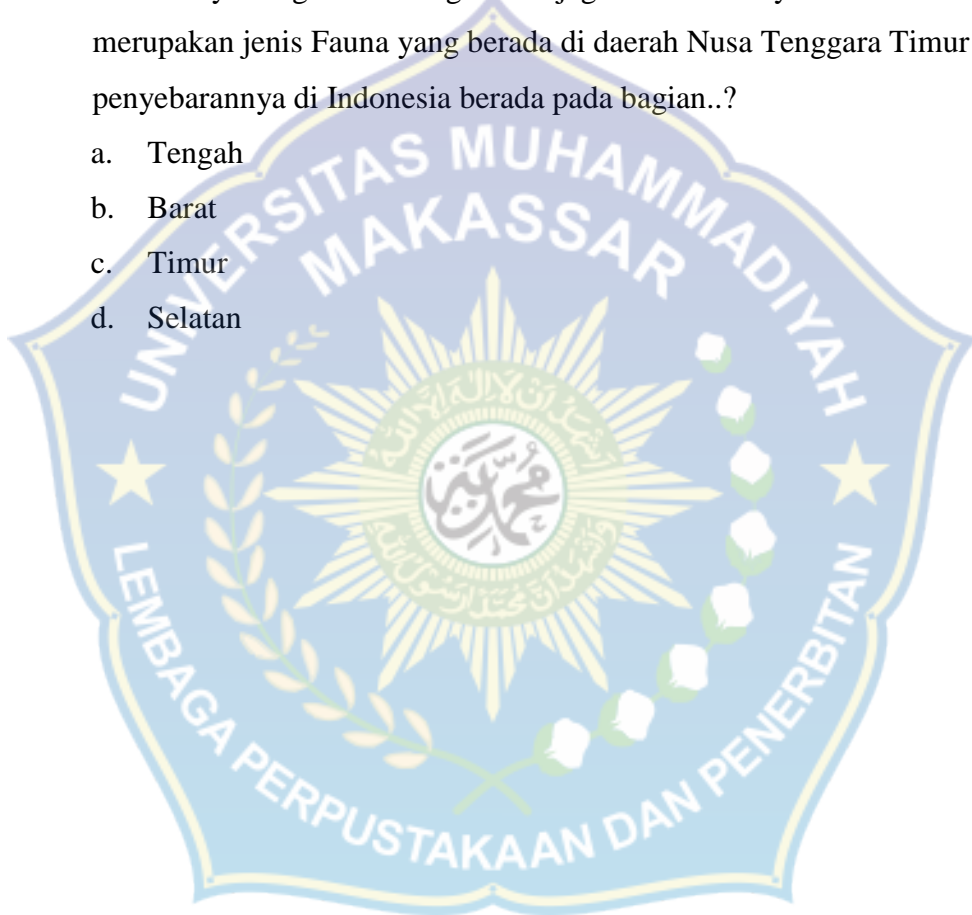 merupakan jenis Fauna yang berada di daerah Nusa Tenggara Timur
penyebarannya di Indonesia berada pada bagian..?
a. Tengah
b. Barat
c. Timur
d. Selatan
UNIVERSITAS MUHAMMADIYAH
MAKASSAR
LEMBAGA PERPUSTAKAAN DAN PENERBITAN